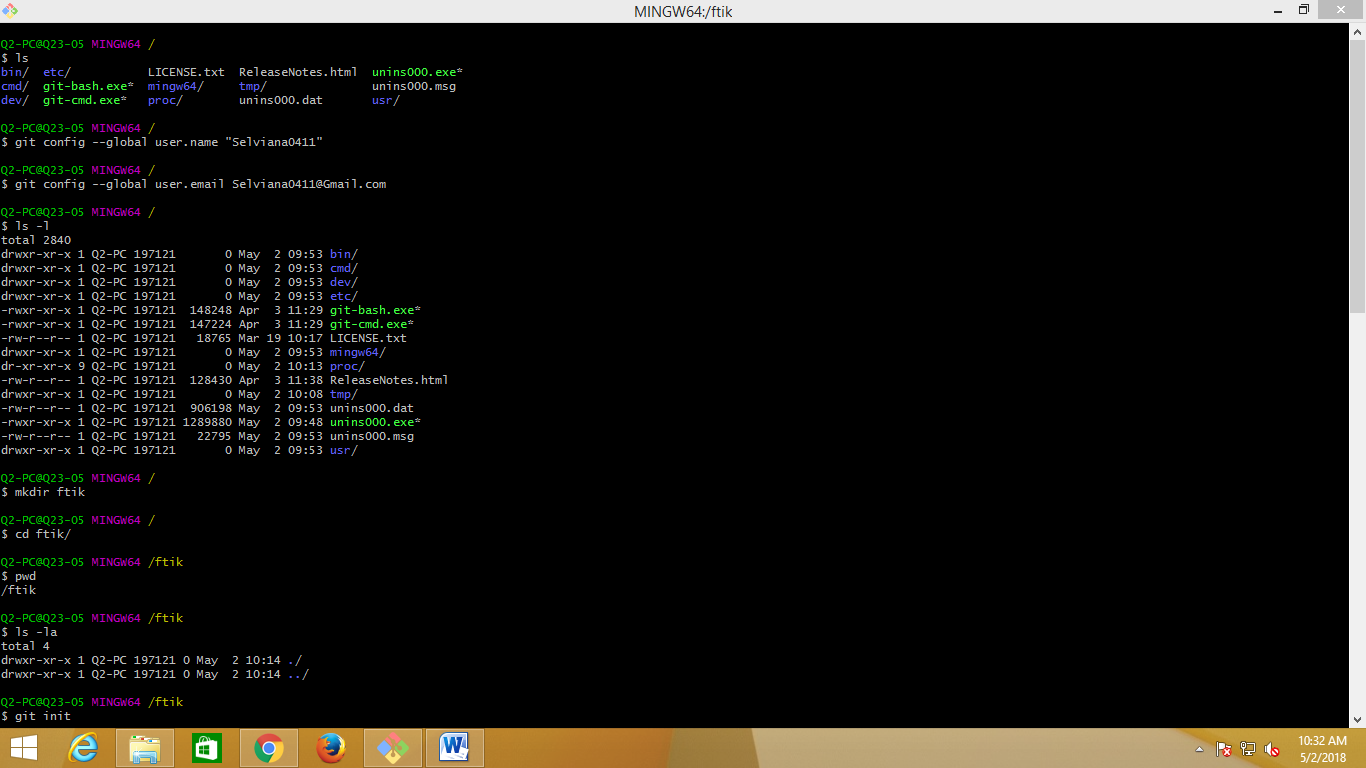 MINGW64:/ftik
Q2-PC@Q23-05 MINGW64 /
$ ls
bin/  etc/           LICENSE.txt  ReleaseNotes.html  unins000.exe*
cmd/  git-bash.exe*  mingw64/     tmp/               unins000.msg
dev/  git-cmd.exe*   proc/        unins000.dat       usr/
Q2-PC@Q23-05 MINGW64 /
$ git config --global user.name "Selviana0411"
Q2-PC@Q23-05 MINGW64 /
$ git config --global user.email Selviana0411@Gmail.com
Q2-PC@Q23-05 MINGW64 /
$ ls -l
total 2840
drwxr-xr-x 1 Q2-PC 197121       0 May  2 09:53 bin/
drwxr-xr-x 1 Q2-PC 197121       0 May  2 09:53 cmd/
drwxr-xr-x 1 Q2-PC 197121       0 May  2 09:53 dev/
drwxr-xr-x 1 Q2-PC 197121       0 May  2 09:53 etc/
-rwxr-xr-x 1 Q2-PC 197121  148248 Apr  3 11:29 git-bash.exe*
-rwxr-xr-x 1 Q2-PC 197121  147224 Apr  3 11:29 git-cmd.exe*
-rw-r--r-- 1 Q2-PC 197121   18765 Mar 19 10:17 LICENSE.txt
drwxr-xr-x 1 Q2-PC 197121       0 May  2 09:53 mingw64/
dr-xr-xr-x 9 Q2-PC 197121       0 May  2 10:13 proc/
-rw-r--r-- 1 Q2-PC 197121  128430 Apr  3 11:38 ReleaseNotes.html
drwxr-xr-x 1 Q2-PC 197121       0 May  2 10:08 tmp/
-rw-r--r-- 1 Q2-PC 197121  906198 May  2 09:53 unins000.dat
-rwxr-xr-x 1 Q2-PC 197121 1289880 May  2 09:48 unins000.exe*
-rw-r--r-- 1 Q2-PC 197121   22795 May  2 09:53 unins000.msg
drwxr-xr-x 1 Q2-PC 197121       0 May  2 09:53 usr/
Q2-PC@Q23-05 MINGW64 /
$ mkdir ftik
Q2-PC@Q23-05 MINGW64 /
$ cd ftik/
Q2-PC@Q23-05 MINGW64 /ftik
$ pwd
/ftik
Q2-PC@Q23-05 MINGW64 /ftik
$ ls -la
total 4
drwxr-xr-x 1 Q2-PC 197121 0 May  2 10:14 ./
drwxr-xr-x 1 Q2-PC 197121 0 May  2 10:14 ../
Q2-PC@Q23-05 MINGW64 /ftik
$ git init
10:32 AM
5/2/2018